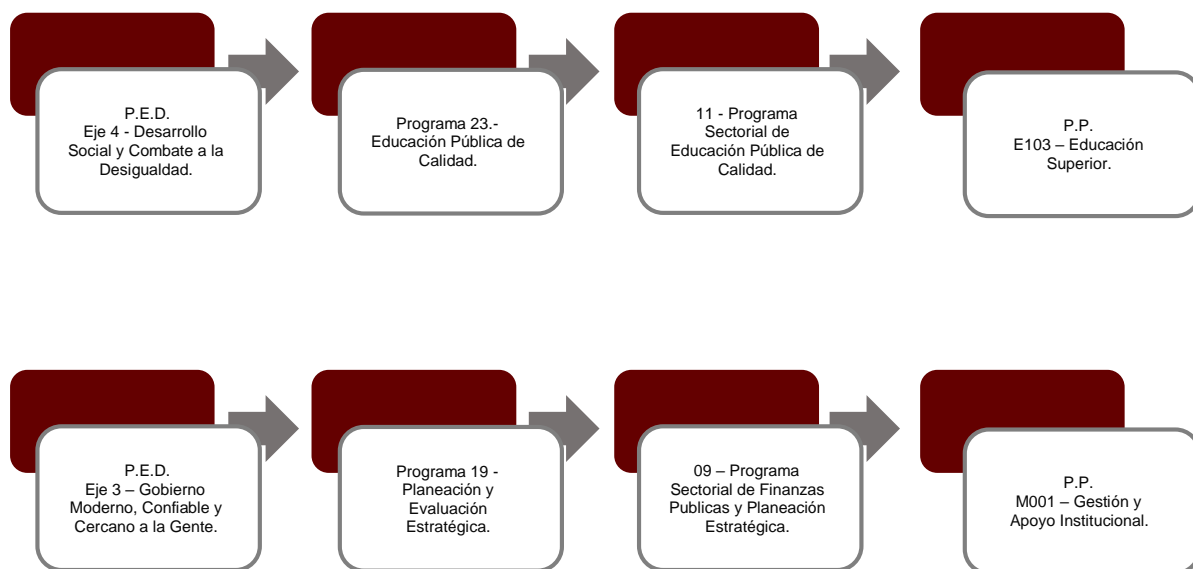 P.E.D.
Eje 4 - Desarrollo
Social y Combate a la
Desigualdad.
Programa 23.-
Educación Pública de
Calidad.
11 - Programa
Sectorial de
Educación Pública de
Calidad.
P.P.
E103 – Educación
Superior.
P.E.D.
Eje 3 – Gobierno
Moderno, Confiable y
Cercano a la Gente.
Programa 19 -
Planeación y
Evaluación
Estratégica.
09 – Programa
Sectorial de Finanzas
Publicas y Planeación
Estratégica.
P.P.
M001 – Gestión y
Apoyo Institucional.